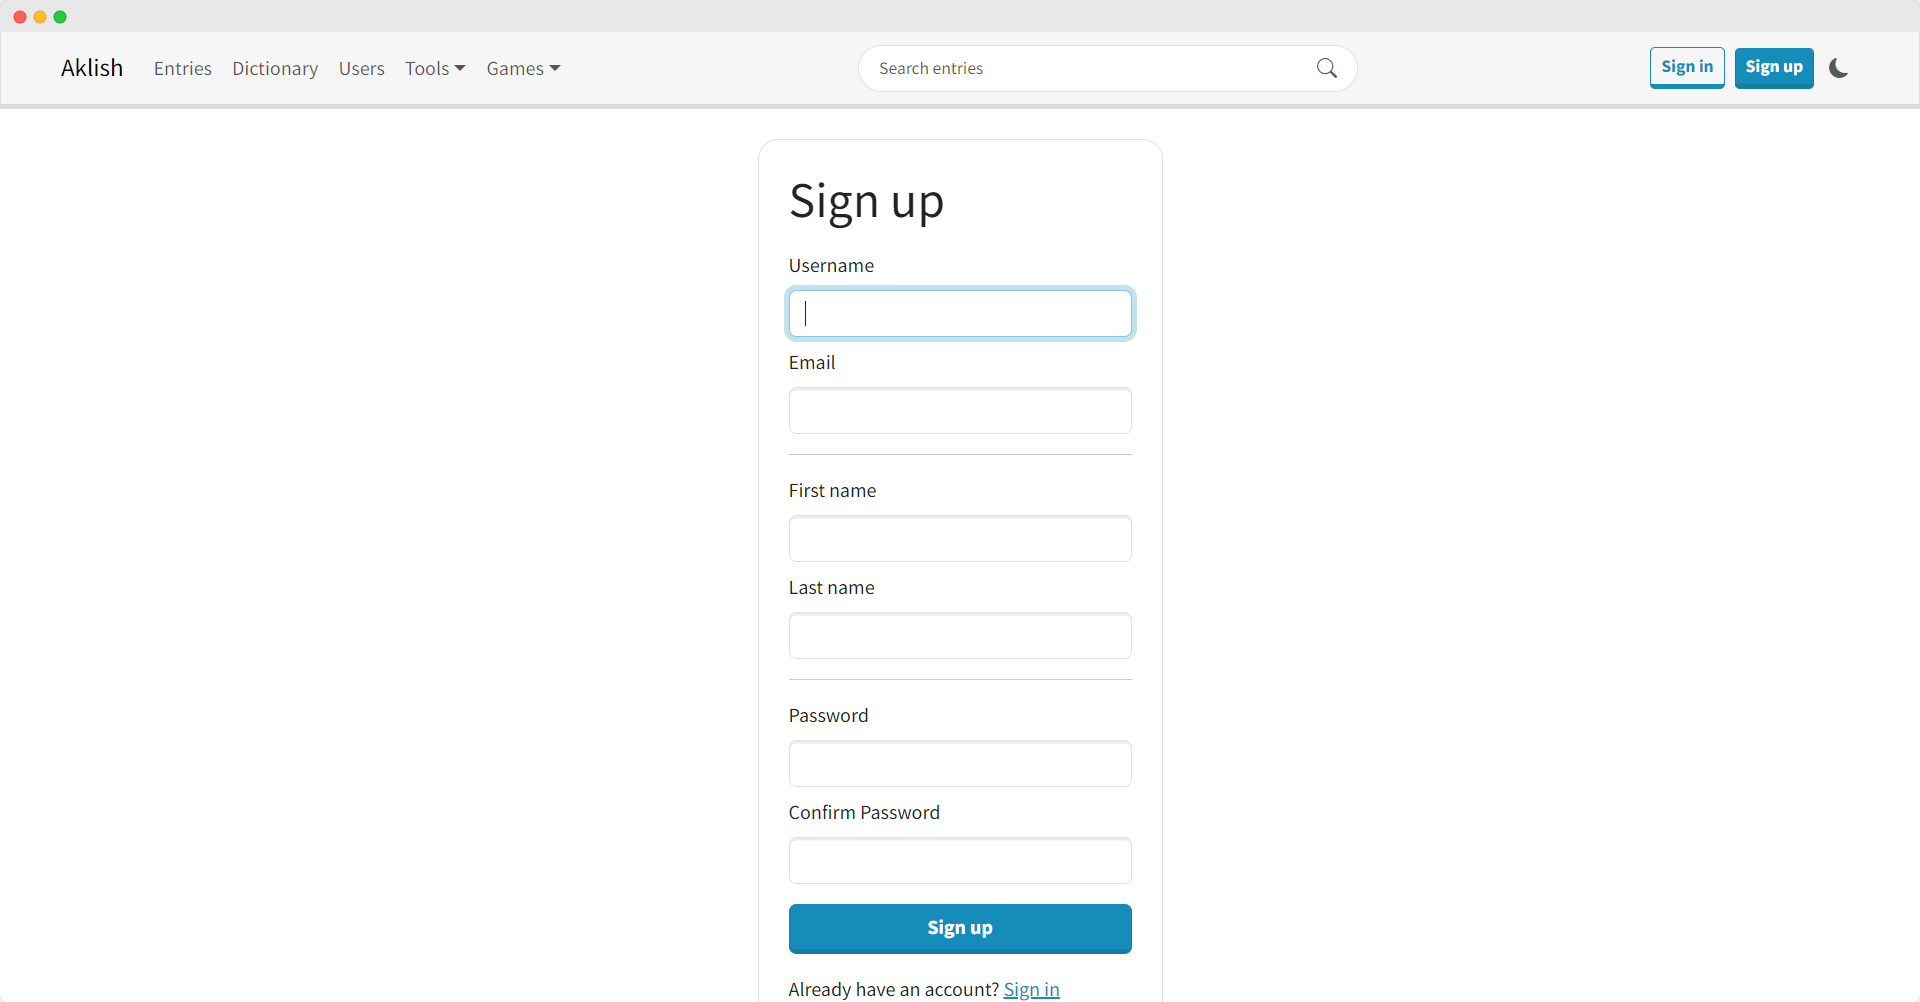 Aklish Entries Dictionary Users Tools Games Search entries Sign in Sign up
Sign up
Username
Email
First name
Last name
Password
Confirm Password
Sign up
Already have an account? Sign in